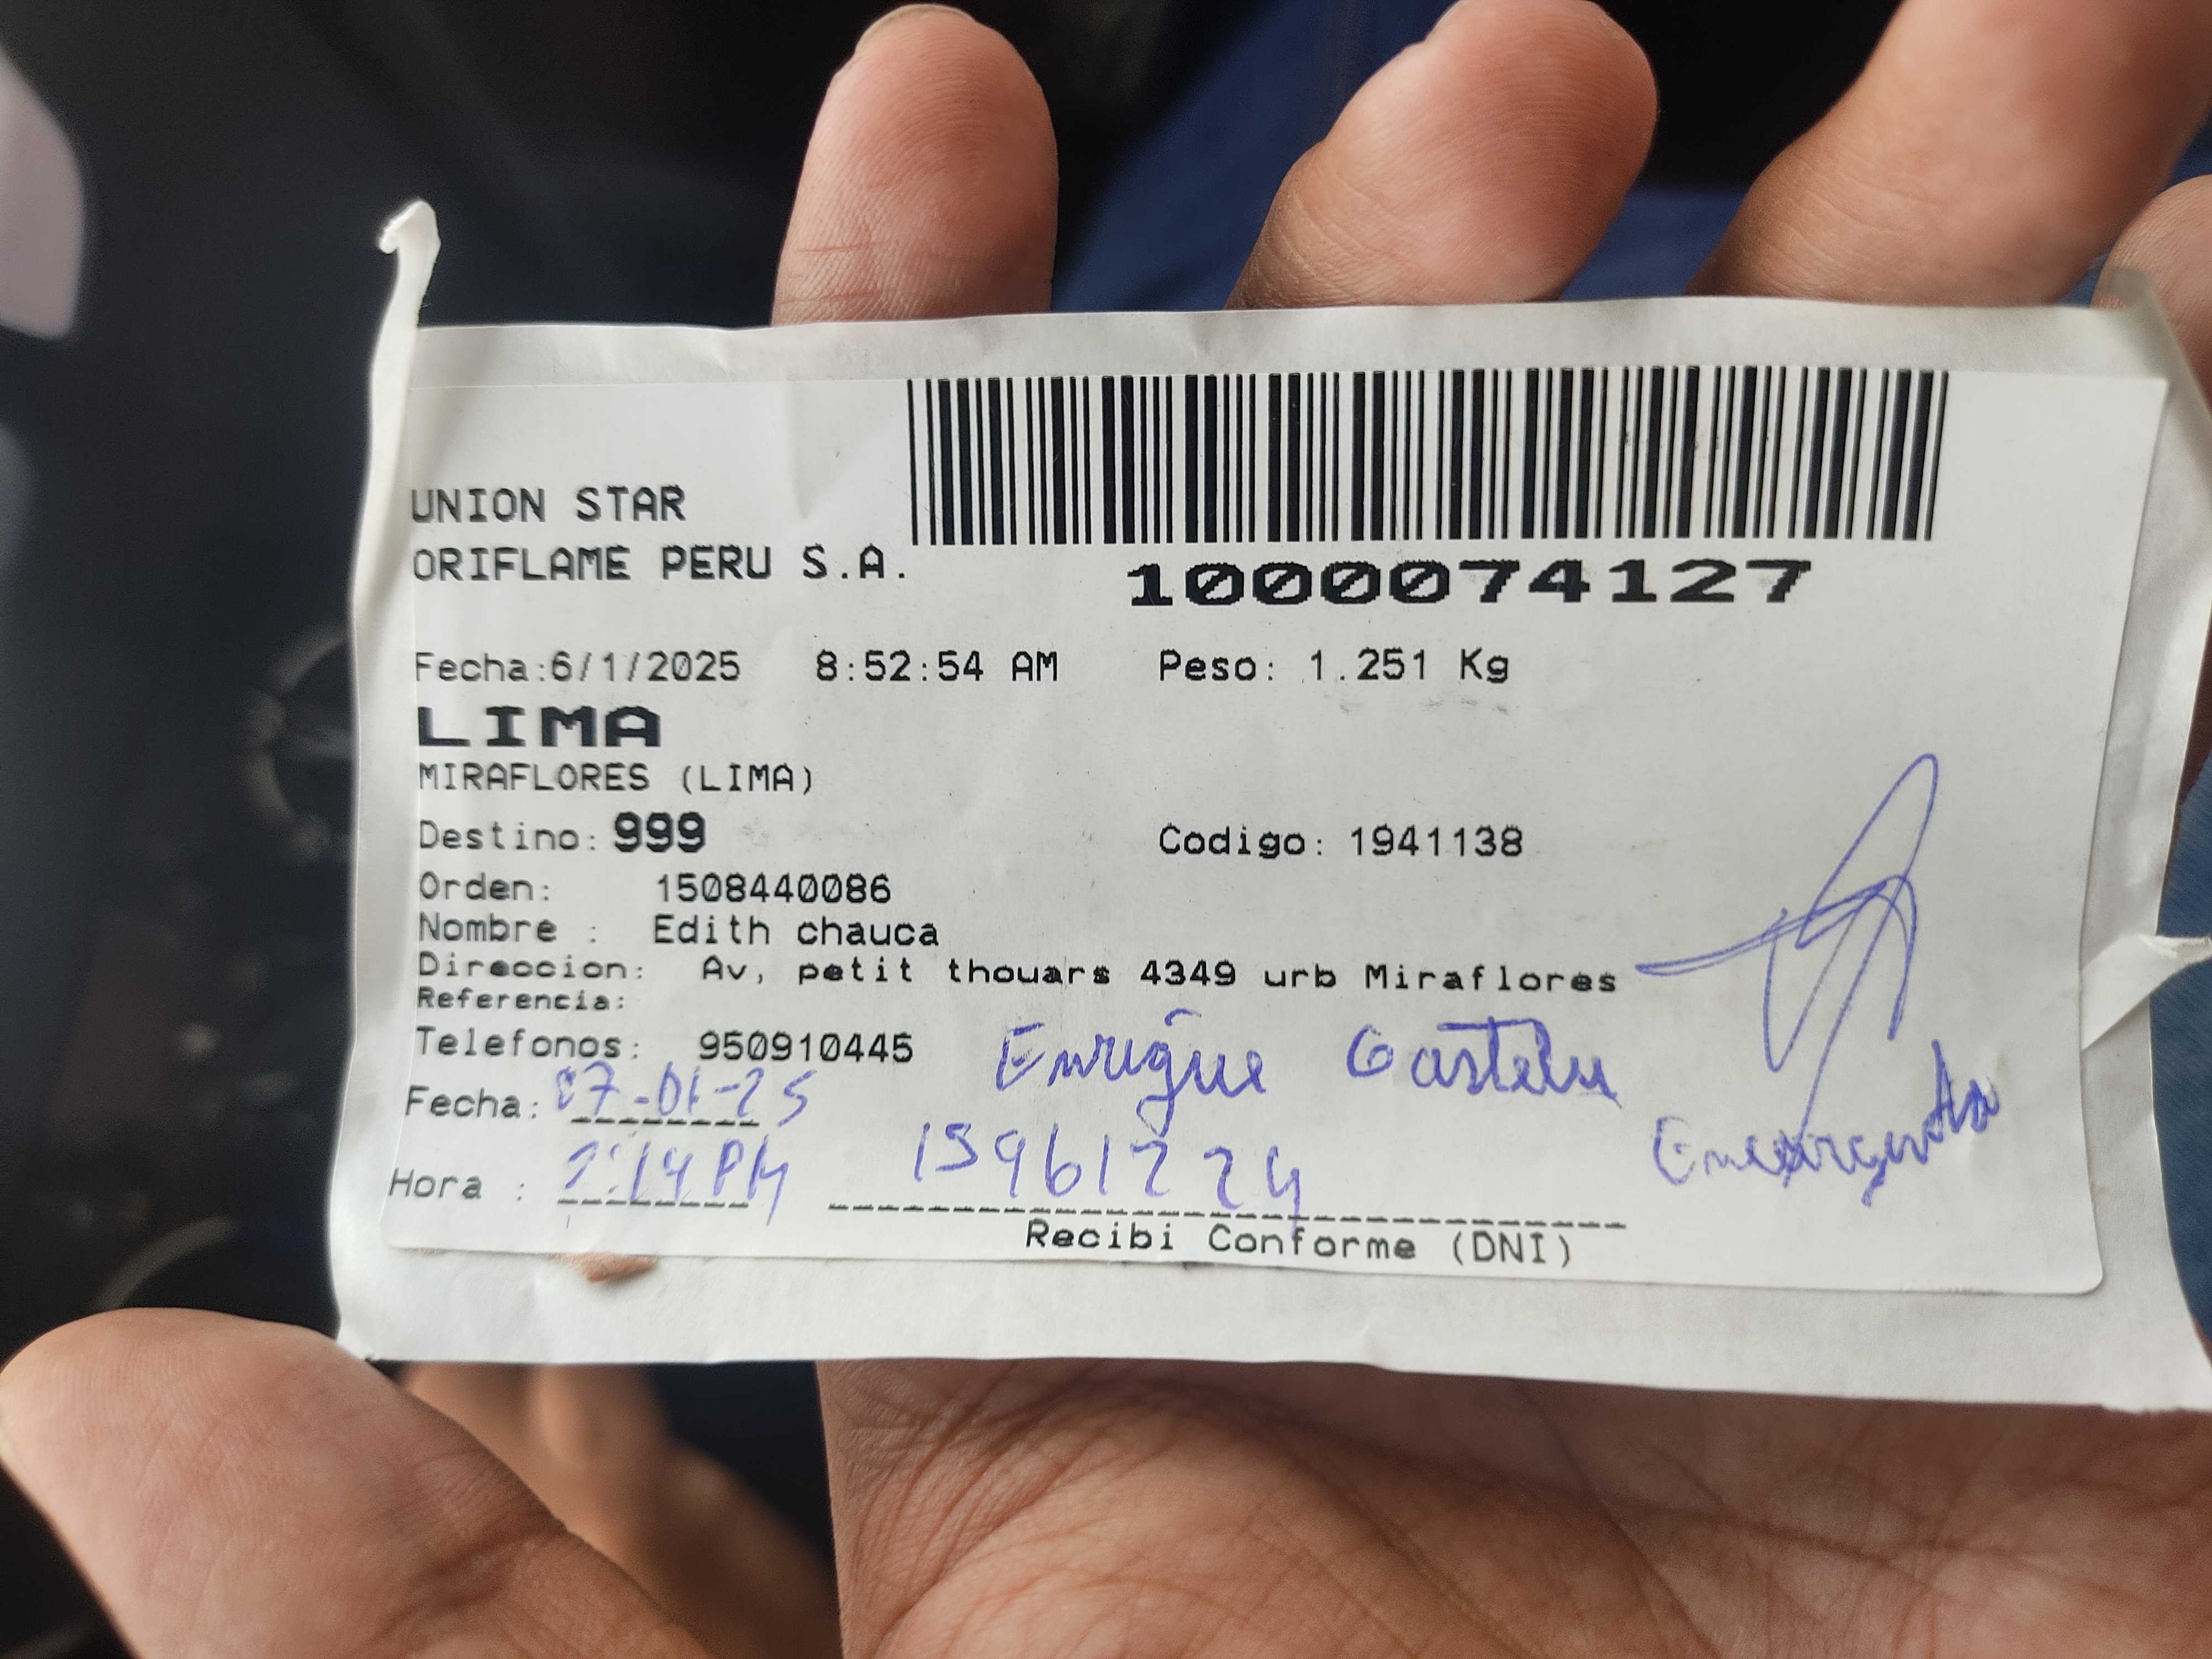 UNION STAR
ORIFLAME PERU S.A.
1000074127
Fecha:6/1/2025 8:52:54 AM Peso: 1.251 Kg
LIMA
MIRAFLORES (LIMA)
Destino: 999 Codigo: 1941138
Orden: 1508440086
Nombre : Edith chauca
Direccion: Av, petit thouars 4349 urb Miraflores
Referencia:
Telefonos: 950910445 Enrique
Fecha: 07-01-25
Hora : PM 15961224
Recibi Conforme (DNI)